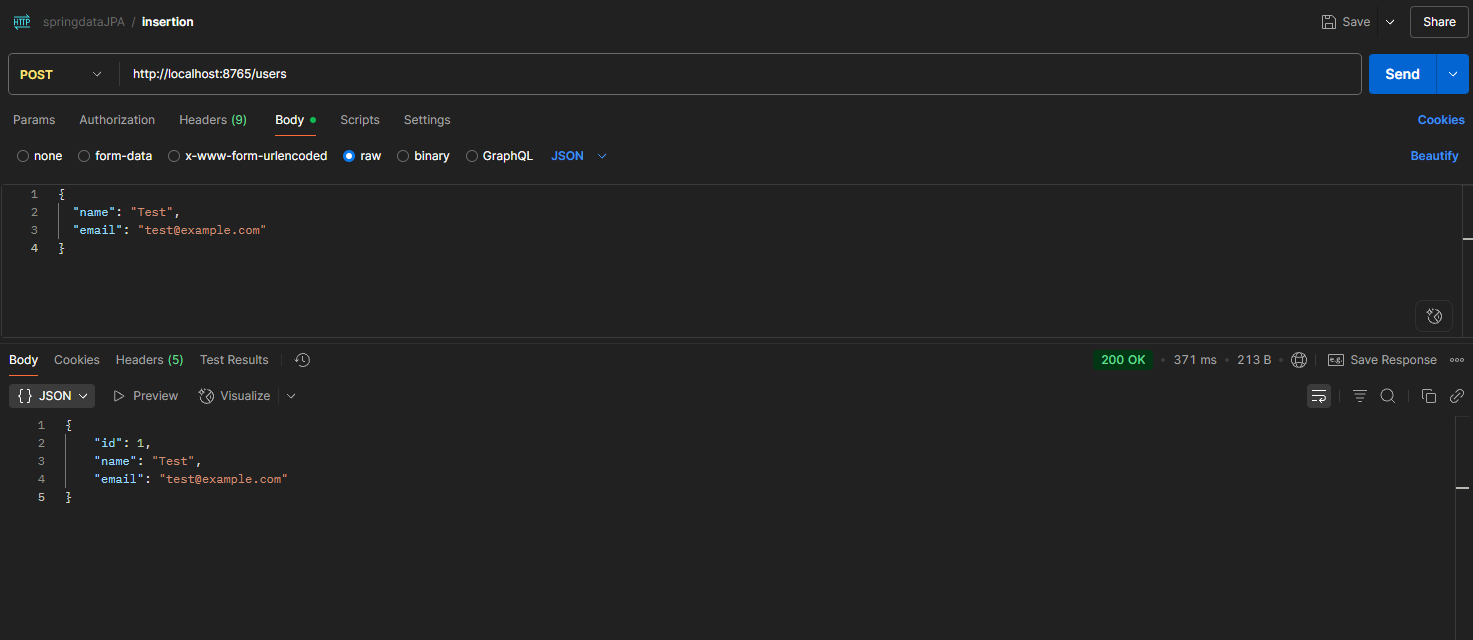 HTTP springdataJPA / insertion Save Share
POST http://localhost:8765/users Send
Params Authorization Headers (9) Body Scripts Settings Cookies
none form-data x-www-form-urlencoded raw binary GraphQL JSON Beautify
1 {
2 "name": "Test",
3 "email": "test@example.com"
4 }
Body Cookies Headers (5) Test Results 200 OK 371 ms 213 B e.g. Save Response
{} JSON Preview Visualize
1 {
2 "id": 1,
3 "name": "Test",
4 "email": "test@example.com"
5 }